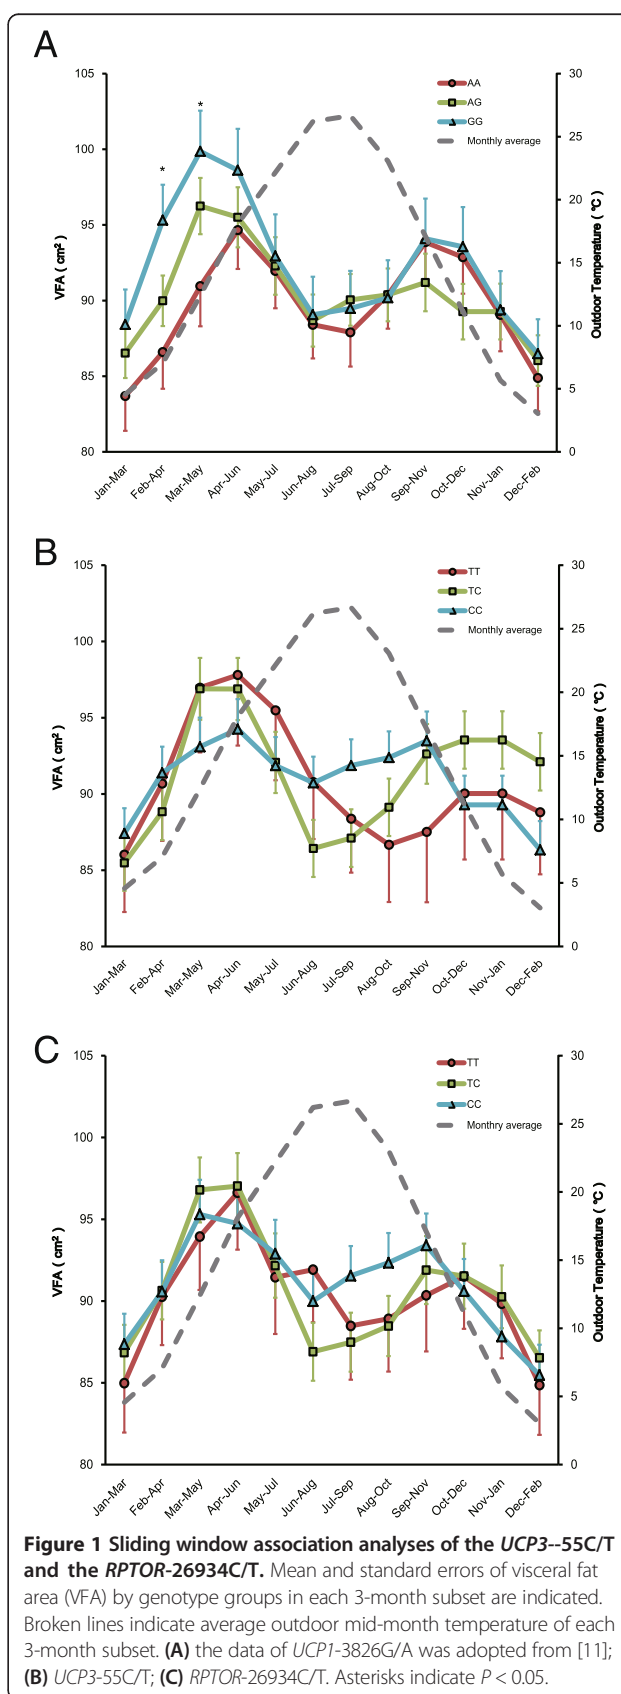 A
105
100
95
90
85
80
VFA ( cm² )
30
25
20
15
10
5
0
Outdoor Temperature ( °C )
AA
AG
GG
Monthly average
*
*
Jan-Mar
Feb-Apr
Mar-May
Apr-Jun
May-Jul
Jun-Aug
Jul-Sep
Aug-Oct
Sep-Nov
Oct-Dec
Nov-Jan
Dec-Feb
B
105
100
95
90
85
80
VFA ( cm² )
30
25
20
15
10
5
0
Outdoor Temperature ( °C )
TT
TC
CC
Monthly average
Jan-Mar
Feb-Apr
Mar-May
Apr-Jun
May-Jul
Jun-Aug
Jul-Sep
Aug-Oct
Sep-Nov
Oct-Dec
Nov-Jan
Dec-Feb
C
105
100
95
90
85
80
VFA ( cm² )
30
25
20
15
10
5
0
Outdoor Temperature ( °C )
TT
TC
CC
Monthry average
Jan-Mar
Feb-Apr
Mar-May
Apr-Jun
May-Jul
Jun-Aug
Jul-Sep
Aug-Oct
Sep-Nov
Oct-Dec
Nov-Jan
Dec-Feb
Figure 1 Sliding window association analyses of the UCP3--55C/T
and the RPTOR-26934C/T. Mean and standard errors of visceral fat
area (VFA) by genotype groups in each 3-month subset are indicated.
Broken lines indicate average outdoor mid-month temperature of each
3-month subset. (A) the data of UCP1-3826G/A was adopted from [11];
(B) UCP3-55C/T; (C) RPTOR-26934C/T. Asterisks indicate P < 0.05.